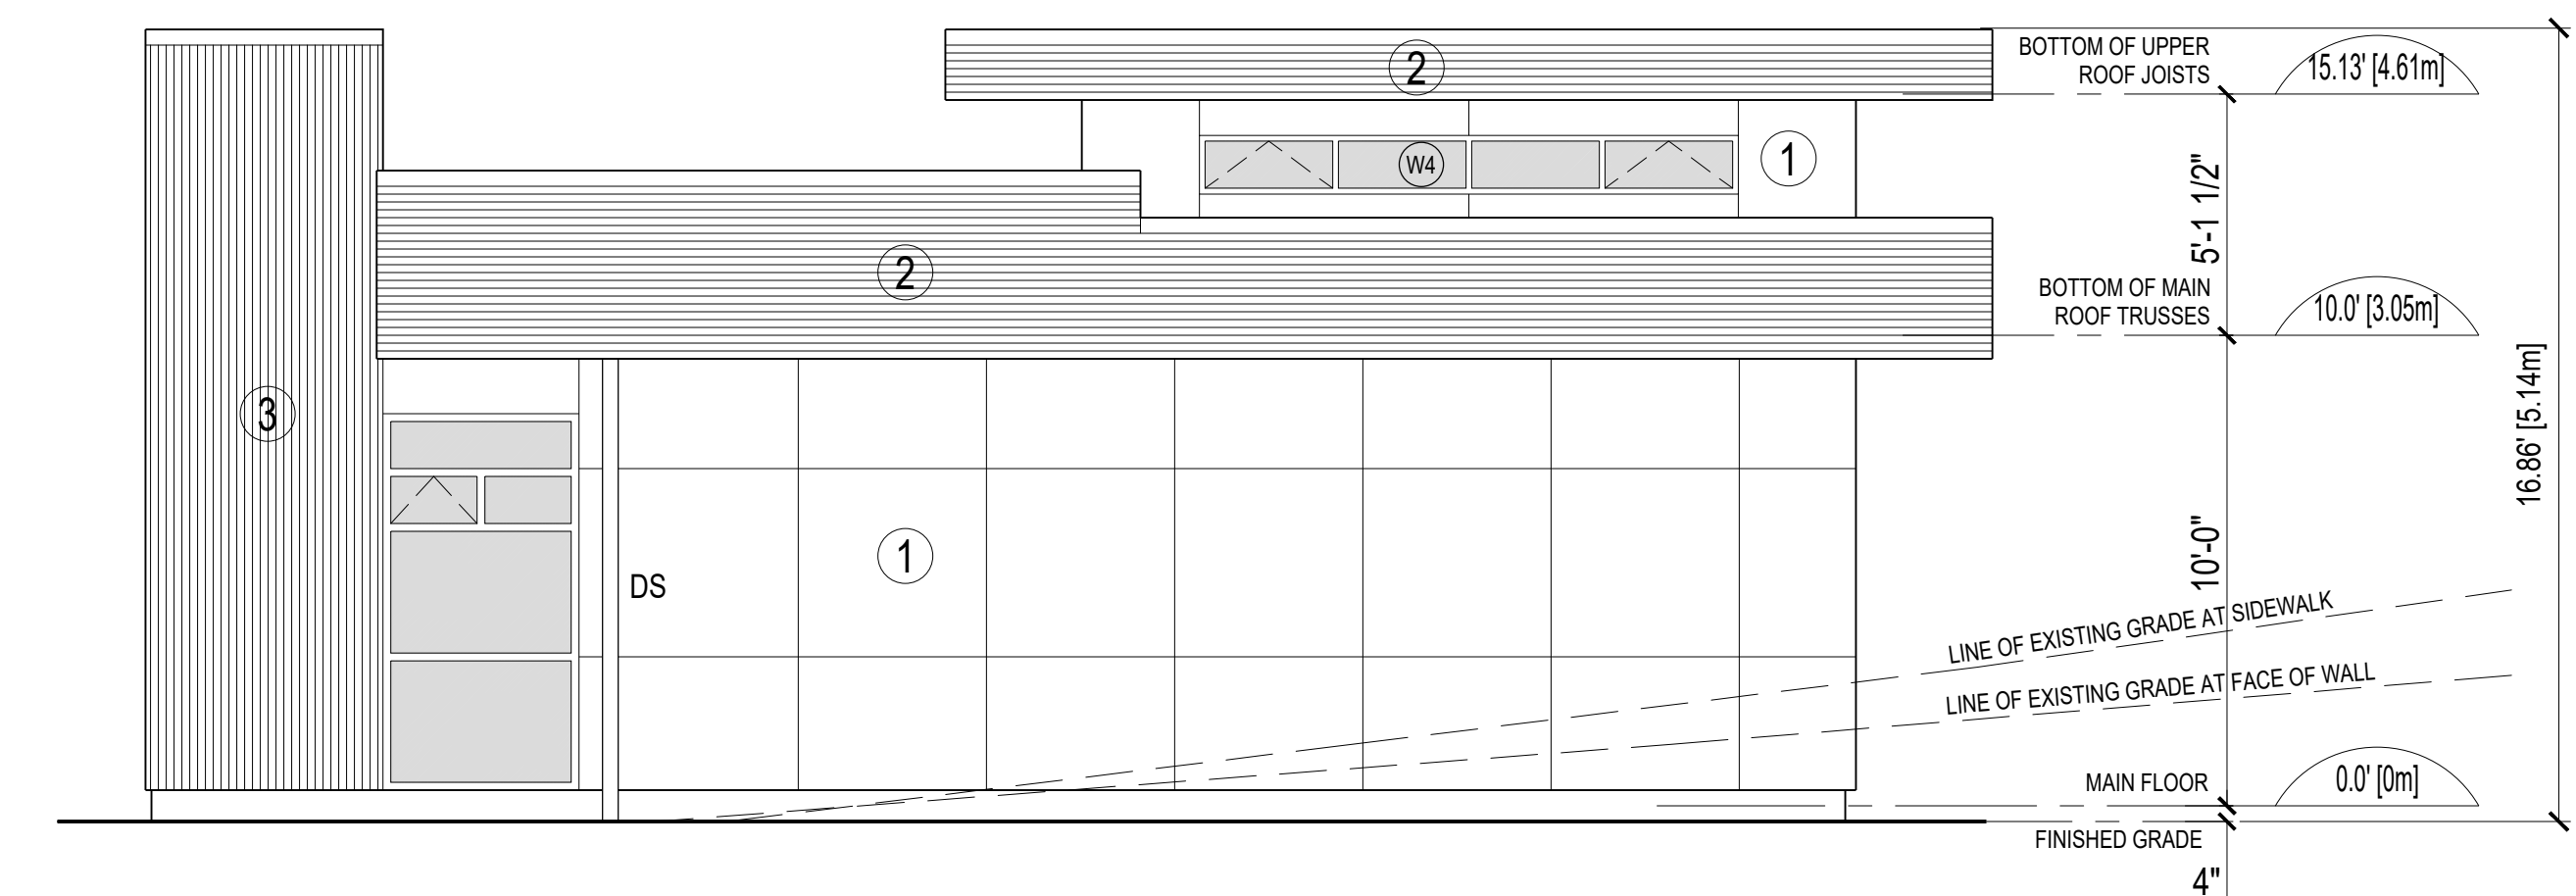 BOTTOM OF UPPER
ROOF JOISTS
15.13' [4.61m]
2
W4
1
5'-1 1/2"
2
BOTTOM OF MAIN
ROOF TRUSSES
10.0' [3.05m]
16.86' [5.14m]
3
1
DS
10'-0"
LINE OF EXISTING GRADE AT SIDEWALK
LINE OF EXISTING GRADE AT FACE OF WALL
MAIN FLOOR
0.0' [0m]
FINISHED GRADE
4"